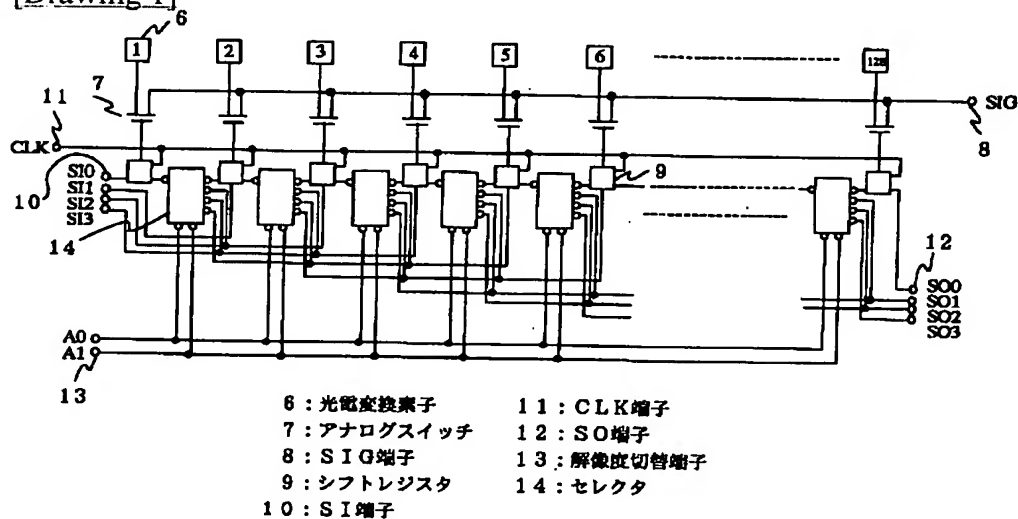 [Drawing 1]
6
1 2 3 4 5 6 128
7
11
SIG
8
CLK
SI0
SI1
SI2
SI3
10
9
14
12
SO0
SO1
SO2
SO3
A0
A1
13
6：光電変換素子
7：アナログスイッチ
8：SIG端子
9：シフトレジスタ
10：SI端子
11：CLK端子
12：SO端子
13：解像度切替端子
14：セレクタ